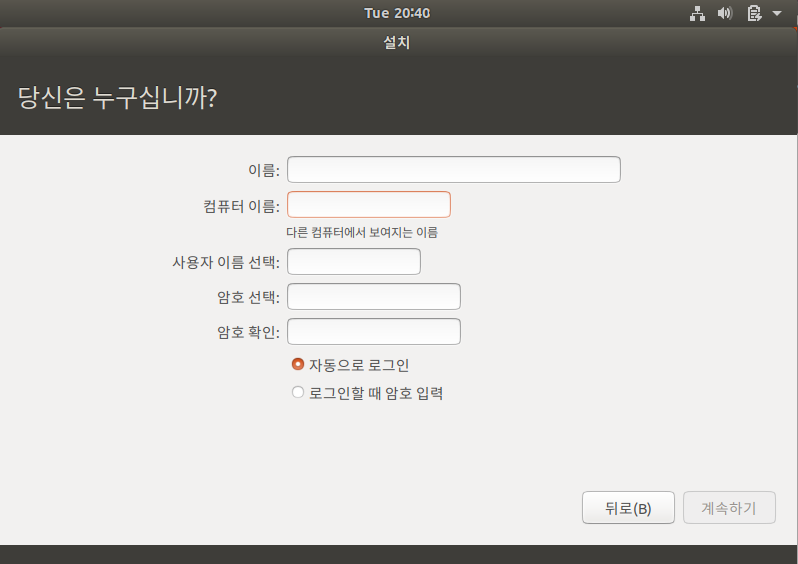 Tue 20:40
설치
당신은 누구십니까?
이름:
컴퓨터 이름:
다른 컴퓨터에서 보여지는 이름
사용자 이름 선택:
암호 선택:
암호 확인:
자동으로 로그인
로그인할 때 암호 입력
뒤로(B) 계속하기